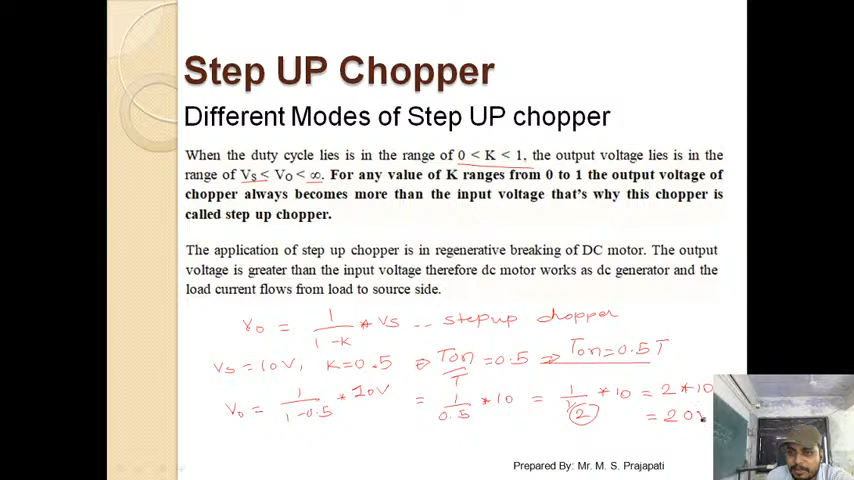 Step UP Chopper
Different Modes of Step UP chopper
When the duty cycle lies is in the range of 0 < K < 1, the output voltage lies is in the
range of Vs < Vo < ∞. For any value of K ranges from 0 to 1 the output voltage of
chopper always becomes more than the input voltage that's why this chopper is
called step up chopper.
The application of step up chopper is in regenerative breaking of DC motor. The output
voltage is greater than the input voltage therefore dc motor works as dc generator and the
load current flows from load to source side.
Vo = 1/(1-K) * Vs -- step up chopper
Vs = 10V, K=0.5 ⇒ Ton/T = 0.5 ⇒ Ton = 0.5 T
Vo = 1/(1-0.5) * 10V = 1/0.5 * 10 = 1/(1/2) * 10 = 2 * 10
= 20V
Prepared By: Mr. M. S. Prajapati